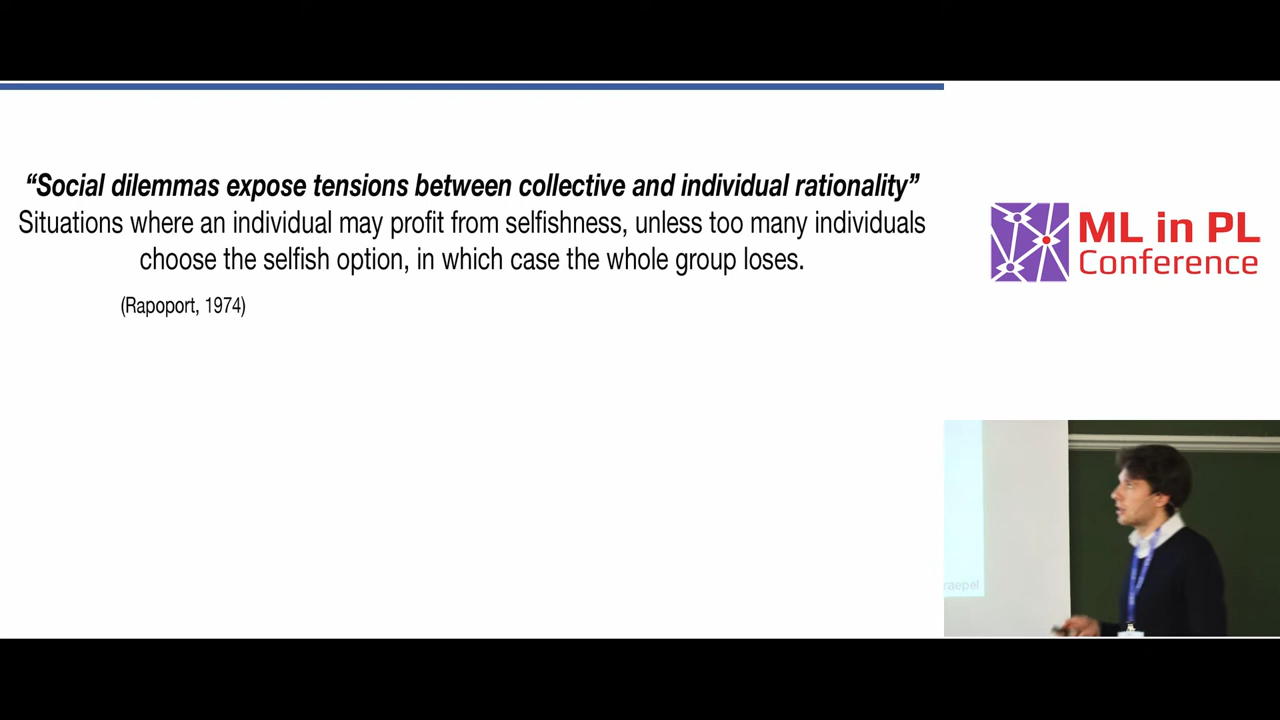 “Social dilemmas expose tensions between collective and individual rationality”
Situations where an individual may profit from selfishness, unless too many individuals
choose the selfish option, in which case the whole group loses.
(Rapoport, 1974)
ML in PL
Conference
raepel